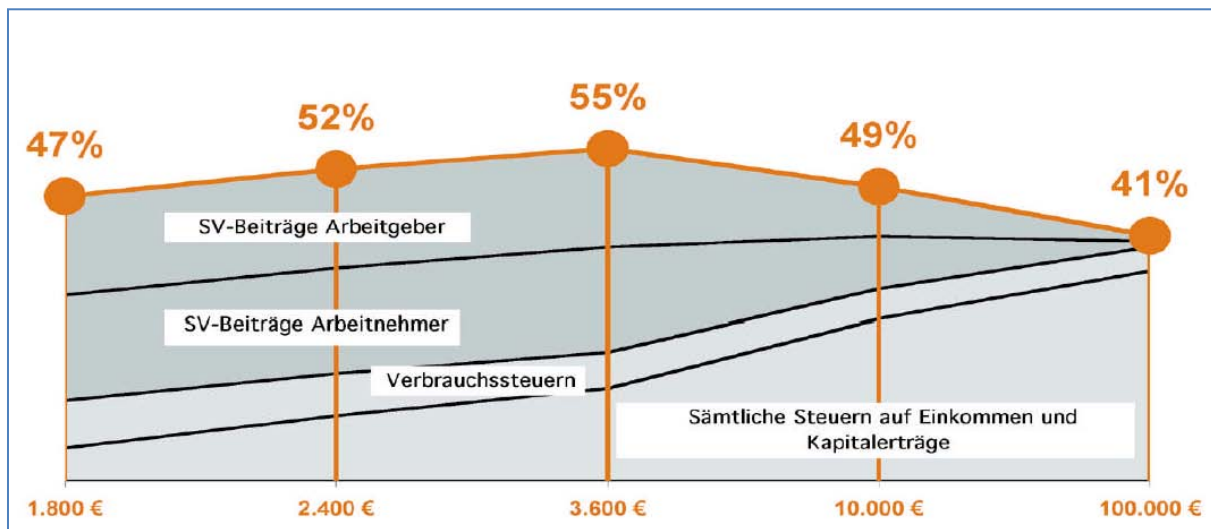 47%
52%
55%
49%
41%
SV-Beiträge Arbeitgeber
SV-Beiträge Arbeitnehmer
Verbrauchssteuern
Sämtliche Steuern auf Einkommen und
Kapitalerträge
1.800 €
2.400 €
3.600 €
10.000 €
100.000 €